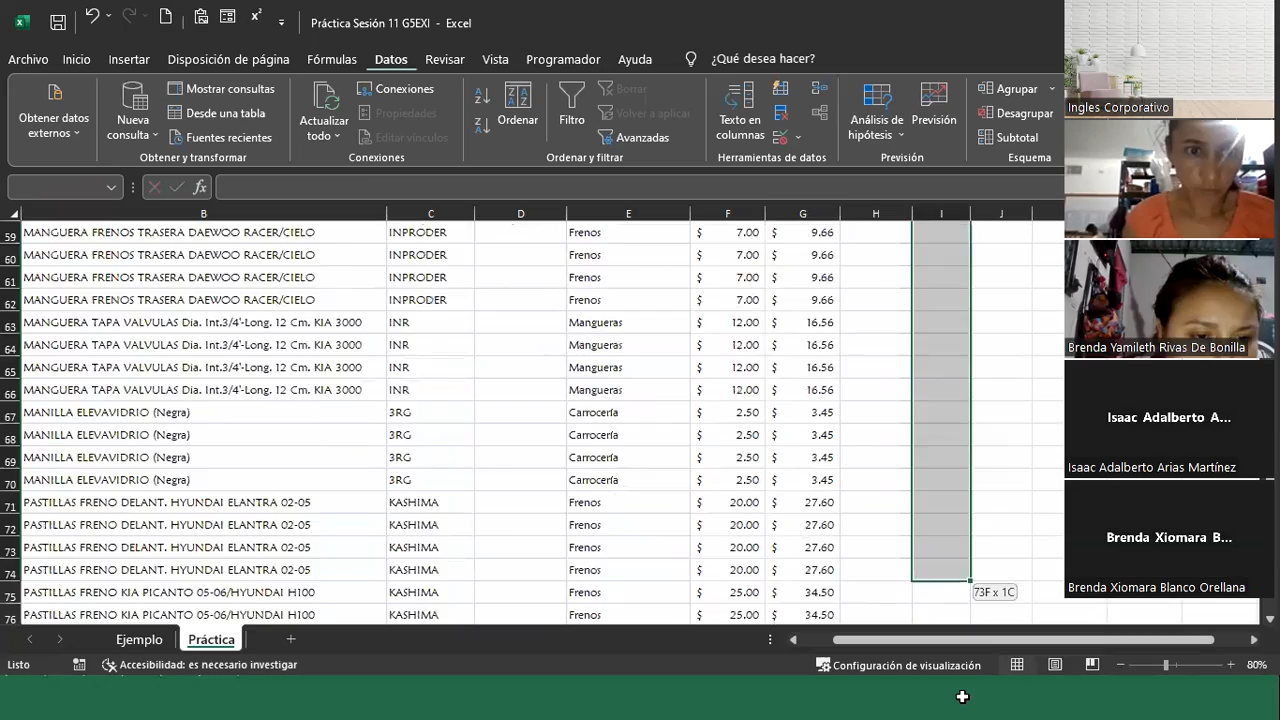 Práctica Sesión 11 G5EXI - Excel
Archivo Inicio Insertar Disposición de página Fórmulas Datos Revisar Vista Programador Ayuda ¿Qué desea hacer?
Obtener datos externos
Nueva consulta
Mostrar consultas
Desde una tabla
Fuentes recientes
Obtener y transformar
Actualizar todo
Conexiones
Propiedades
Editar vínculos
Conexiones
Ordenar
Filtro
Borrar
Volver a aplicar
Avanzadas
Ordenar y filtrar
Texto en columnas
Herramientas de datos
Análisis de hipótesis
Previsión
Previsión
Agrupar
Desagrupar
Subtotal
Esquema
fx
B C D E F G H I J
59 MANGUERA FRENOS TRASERA DAEWOO RACER/CIELO INPRODER Frenos $ 7.00 $ 9.66
60 MANGUERA FRENOS TRASERA DAEWOO RACER/CIELO INPRODER Frenos $ 7.00 $ 9.66
61 MANGUERA FRENOS TRASERA DAEWOO RACER/CIELO INPRODER Frenos $ 7.00 $ 9.66
62 MANGUERA FRENOS TRASERA DAEWOO RACER/CIELO INPRODER Frenos $ 7.00 $ 9.66
63 MANGUERA TAPA VALVULAS Dia. Int.3/4'-Long. 12 Cm. KIA 3000 INR Mangueras $ 12.00 $ 16.56
64 MANGUERA TAPA VALVULAS Dia. Int.3/4'-Long. 12 Cm. KIA 3000 INR Mangueras $ 12.00 $ 16.56
65 MANGUERA TAPA VALVULAS Dia. Int.3/4'-Long. 12 Cm. KIA 3000 INR Mangueras $ 12.00 $ 16.56
66 MANGUERA TAPA VALVULAS Dia. Int.3/4'-Long. 12 Cm. KIA 3000 INR Mangueras $ 12.00 $ 16.56
67 MANILLA ELEVAVIDRIO (Negra) 3RG Carrocería $ 2.50 $ 3.45
68 MANILLA ELEVAVIDRIO (Negra) 3RG Carrocería $ 2.50 $ 3.45
69 MANILLA ELEVAVIDRIO (Negra) 3RG Carrocería $ 2.50 $ 3.45
70 MANILLA ELEVAVIDRIO (Negra) 3RG Carrocería $ 2.50 $ 3.45
71 PASTILLAS FRENO DELANT. HYUNDAI ELANTRA 02-05 KASHIMA Frenos $ 20.00 $ 27.60
72 PASTILLAS FRENO DELANT. HYUNDAI ELANTRA 02-05 KASHIMA Frenos $ 20.00 $ 27.60
73 PASTILLAS FRENO DELANT. HYUNDAI ELANTRA 02-05 KASHIMA Frenos $ 20.00 $ 27.60
74 PASTILLAS FRENO DELANT. HYUNDAI ELANTRA 02-05 KASHIMA Frenos $ 20.00 $ 27.60
75 PASTILLAS FRENO KIA PICANTO 05-06/HYUNDAI H100 KASHIMA Frenos $ 25.00 $ 34.50
76 PASTILLAS FRENO KIA PICANTO 05-06/HYUNDAI H100 KASHIMA Frenos $ 25.00 $ 34.50
73F x 1C
Ejemplo Práctica
Listo Accesibilidad: es necesario investigar Configuración de visualización 80%
Ingles Corporativo
Brenda Yamileth Rivas De Bonilla
Isaac Adalberto A...
Isaac Adalberto Arias Martínez
Brenda Xiomara B...
Brenda Xiomara Blanco Orellana